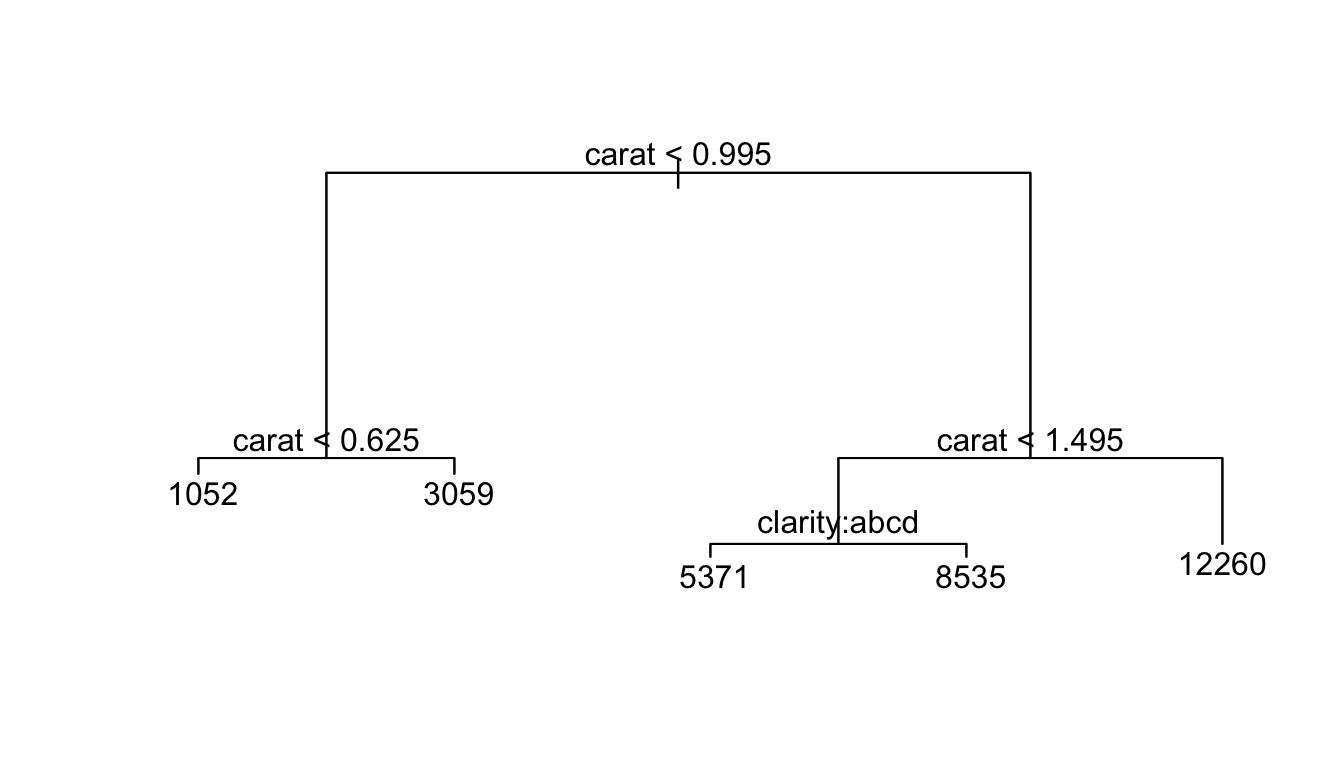 carat < 0.995
carat < 0.625
carat < 1.495
1052
3059
clarity:abcd
5371
8535
12260